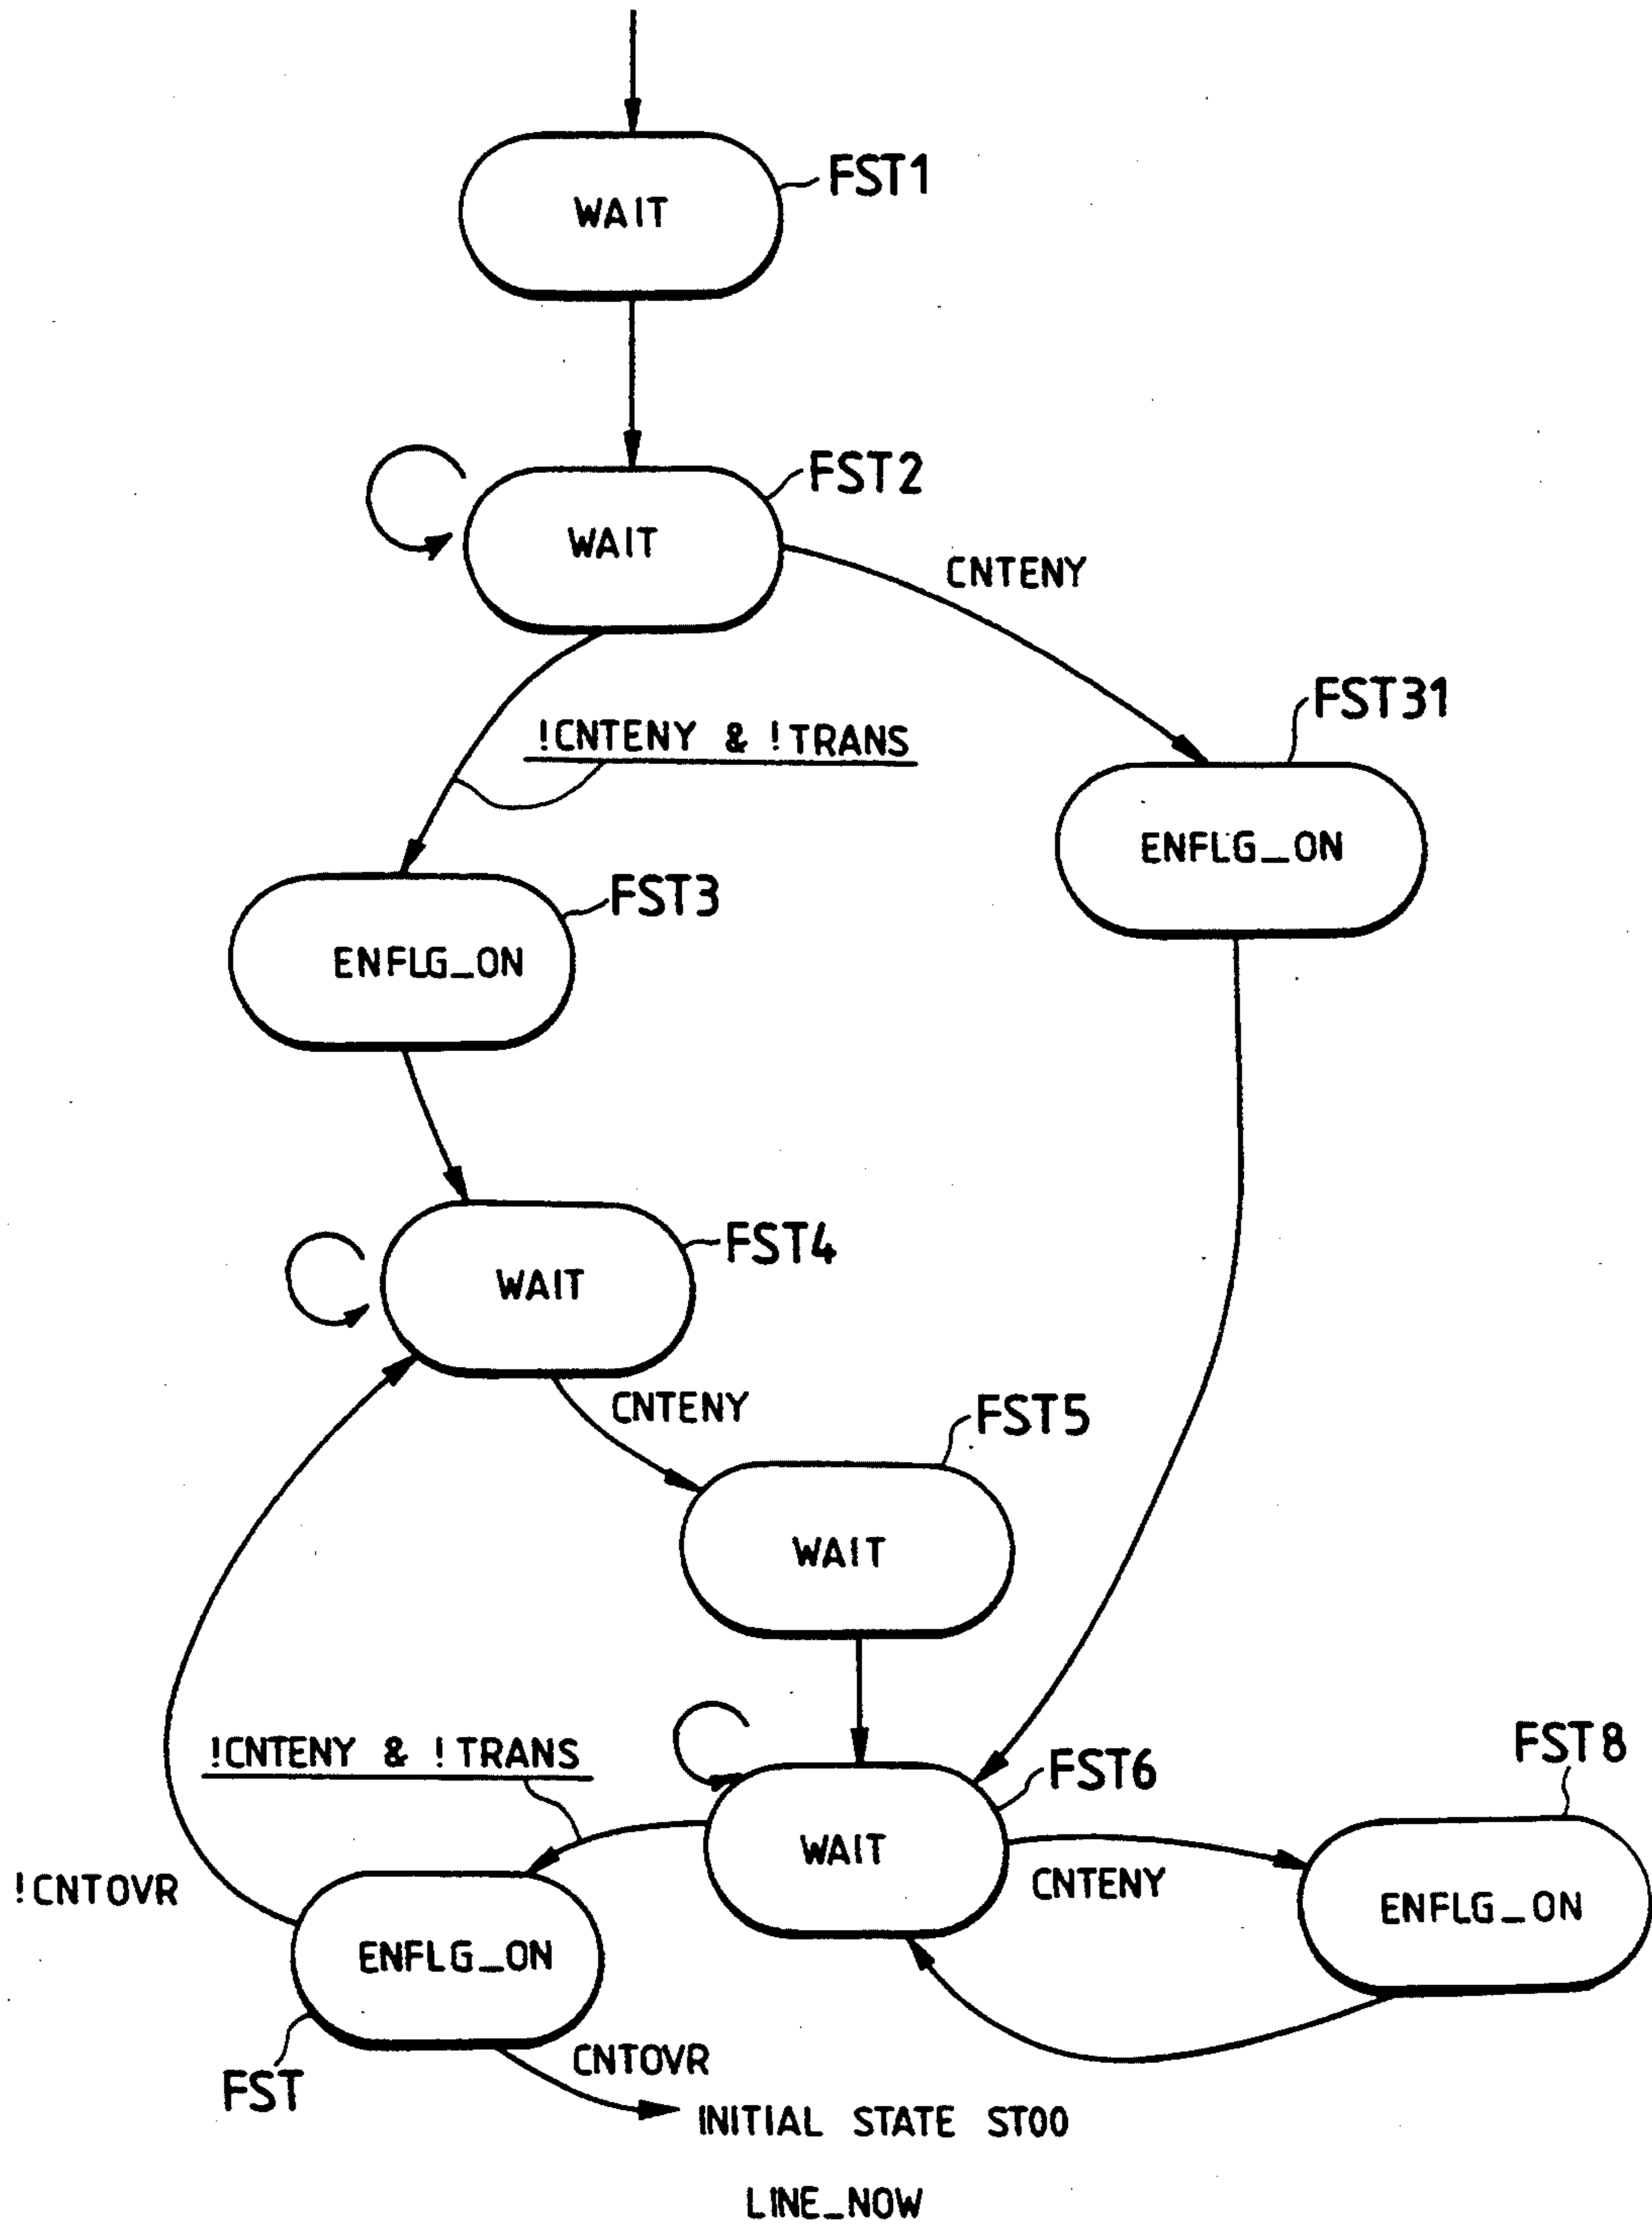 FST1
WAIT
FST2
WAIT
CNTENY
FST31
!CNTENY & !TRANS
ENFLG_ON
FST3
ENFLG_ON
FST4
WAIT
CNTENY
FST5
WAIT
!CNTENY & !TRANS
FST6
FST8
WAIT
!CNTOVR
CNTENY
ENFLG_ON
ENFLG_ON
CNTOVR
FST
INITIAL STATE ST00
LINE_NOW